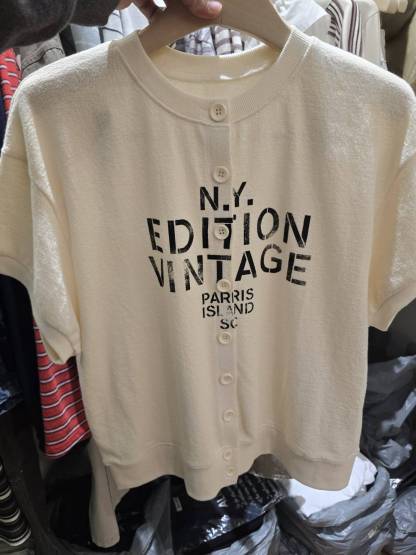 N.Y.
EDITION
VINTAGE
PARRIS
ISLAND
SC